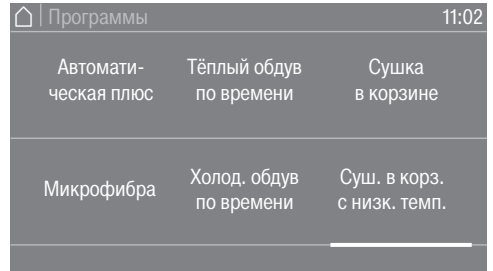 Программы 11:02
Автомати- Тёплый обдув Сушка
ческая плюс по времени в корзине
Микрофибра Холод. обдув Суш. в корз.
по времени с низк. темп.